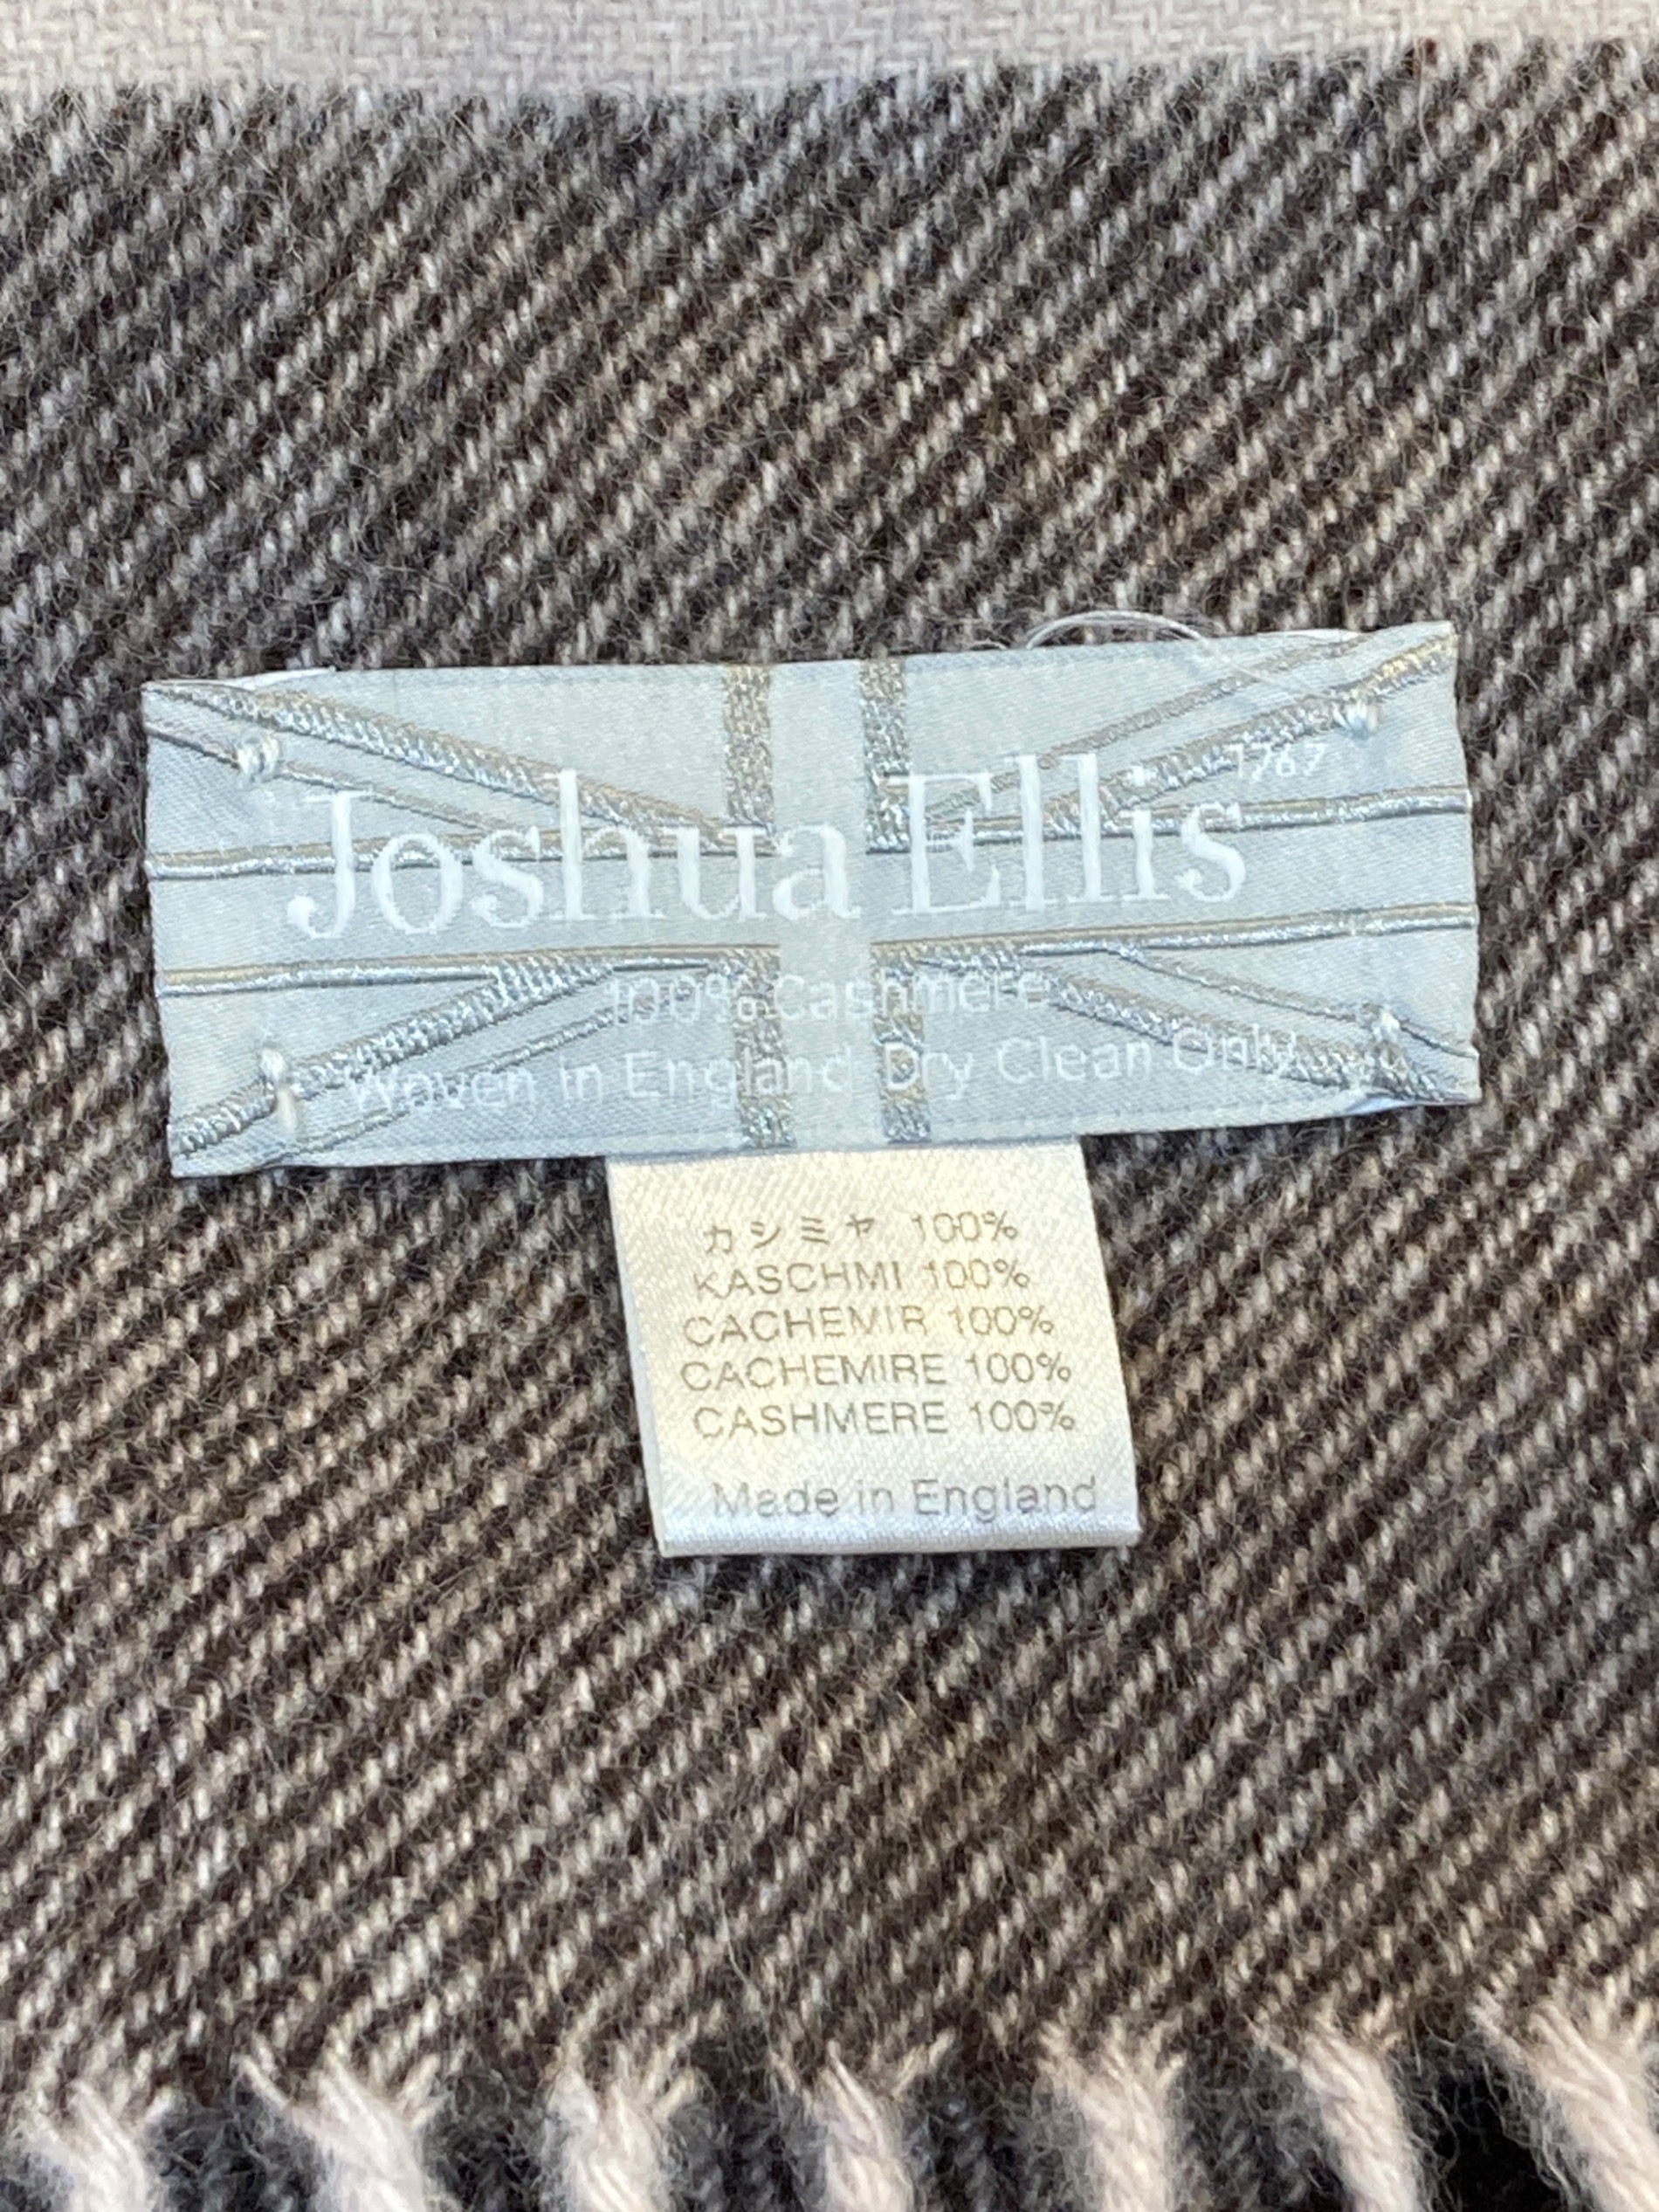 Joshua Ellis 1767
100% Cashmere
Woven in England Dry Clean Only
カシミヤ 100%
KASCHMI 100%
CACHEMIR 100%
CACHEMIRE 100%
CASHMERE 100%
Made in England